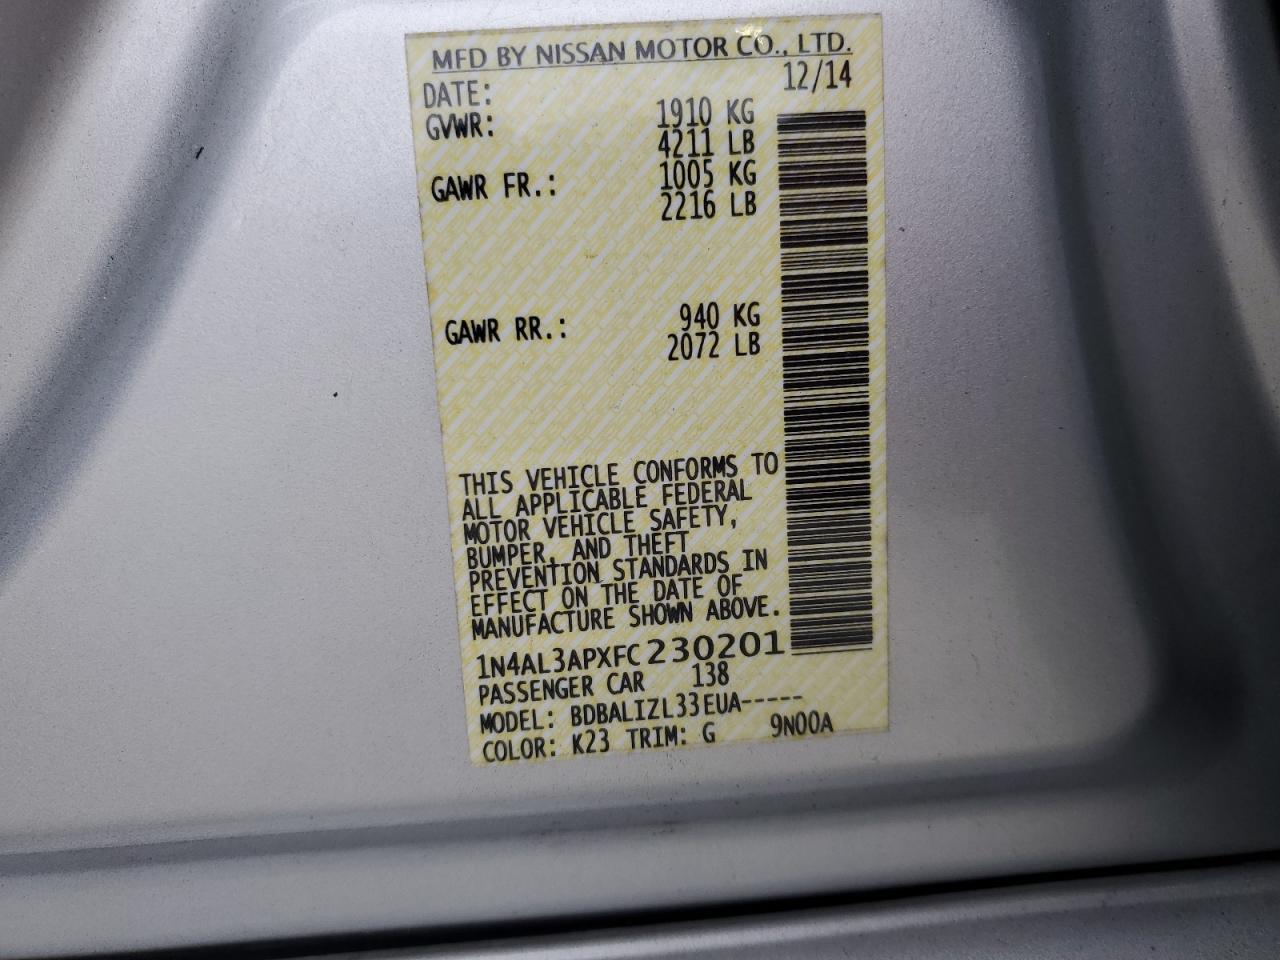 MFD BY NISSAN MOTOR CO., LTD.
DATE: 12/14
GVWR: 1910 KG
4211 LB
GAWR FR.: 1005 KG
2216 LB
GAWR RR.: 940 KG
2072 LB
THIS VEHICLE CONFORMS TO
ALL APPLICABLE FEDERAL
MOTOR VEHICLE SAFETY,
BUMPER, AND THEFT
PREVENTION STANDARDS IN
EFFECT ON THE DATE OF
MANUFACTURE SHOWN ABOVE.
1N4AL3APXFC230201
PASSENGER CAR 138
MODEL: BDBALIZL33EUA-----
COLOR: K23 TRIM: G 9N00A